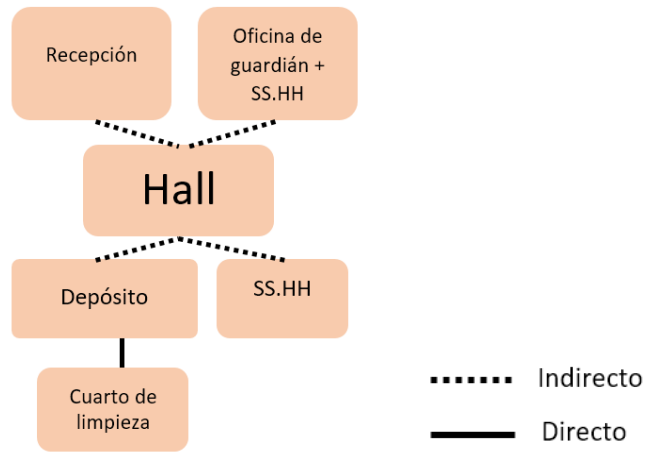 Recepción
Oficina de
guardián +
SS.HH
Hall
Depósito
SS.HH
Cuarto de
limpieza
Indirecto
Directo